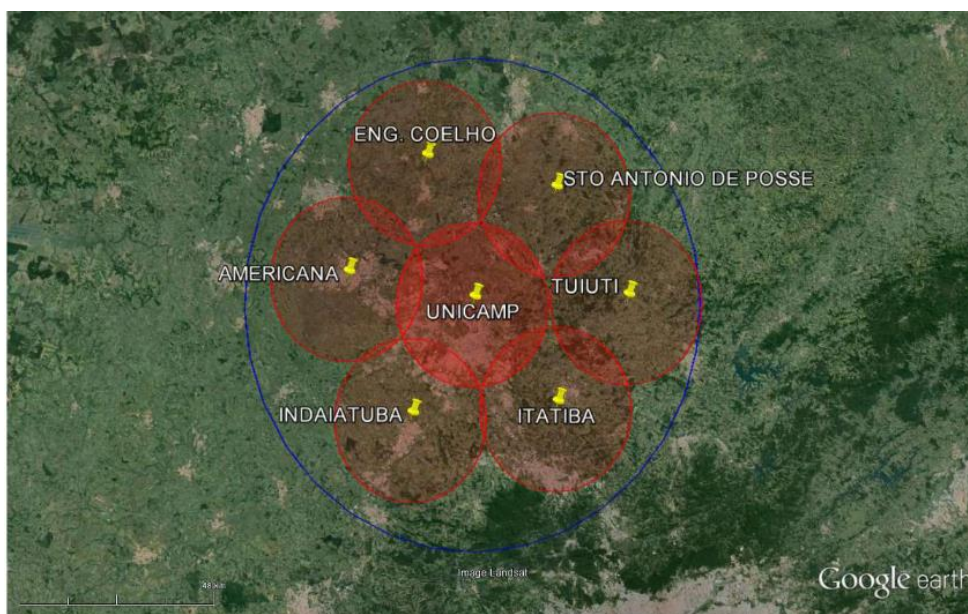 ENG. COELHO
STO ANTONIO DE POSSE
AMERICANA
TUIUTI
UNICAMP
INDAIATUBA
ITATIBA
Image Landsat
Google earth